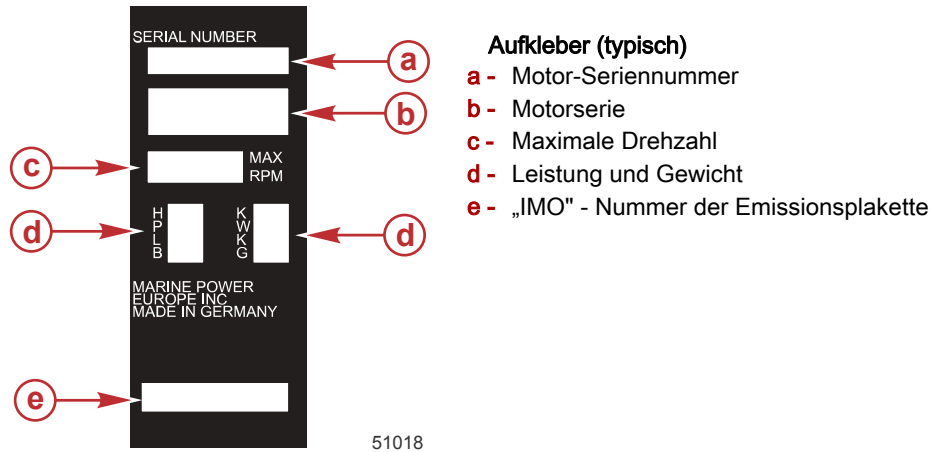 SERIAL NUMBER
a
b
c
MAX
RPM
d
H
P
L
B
K
W
K
G
d
MARINE POWER
EUROPE INC
MADE IN GERMANY
e
51018
Aufkleber (typisch)
a - Motor-Seriennummer
b - Motorserie
c - Maximale Drehzahl
d - Leistung und Gewicht
e - „IMO" - Nummer der Emissionsplakette